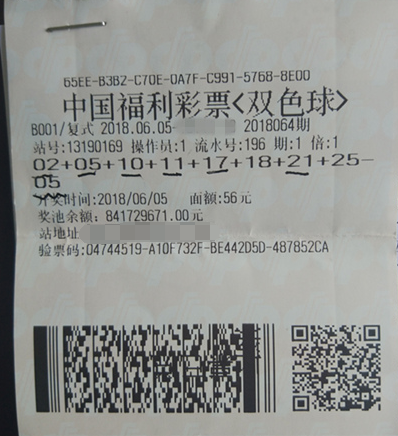 65EE-B3B2-C70E-0A7F-C991-5768-8E00
中国福利彩票<双色球>
B001/复式 2018.06.05- 2018064期
站号:13190169 操作员:1 流水号:196 期:1 倍:1
02+05+10+11+17+18+21+25-
05
开奖时间:2018/06/05 面额:56元
奖池余额: 841729671.00元
站地址
验票码:04744519-A10F732F-BE442D5D-487852CA